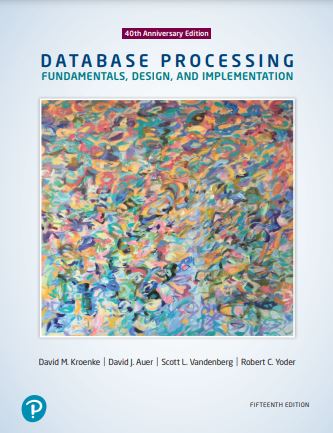 40th Anniversary Edition
DATABASE PROCESSING
FUNDAMENTALS, DESIGN, AND IMPLEMENTATION
David M. Kroenke | David J. Auer | Scott L. Vandenberg | Robert C. Yoder
P
FIFTEENTH EDITION